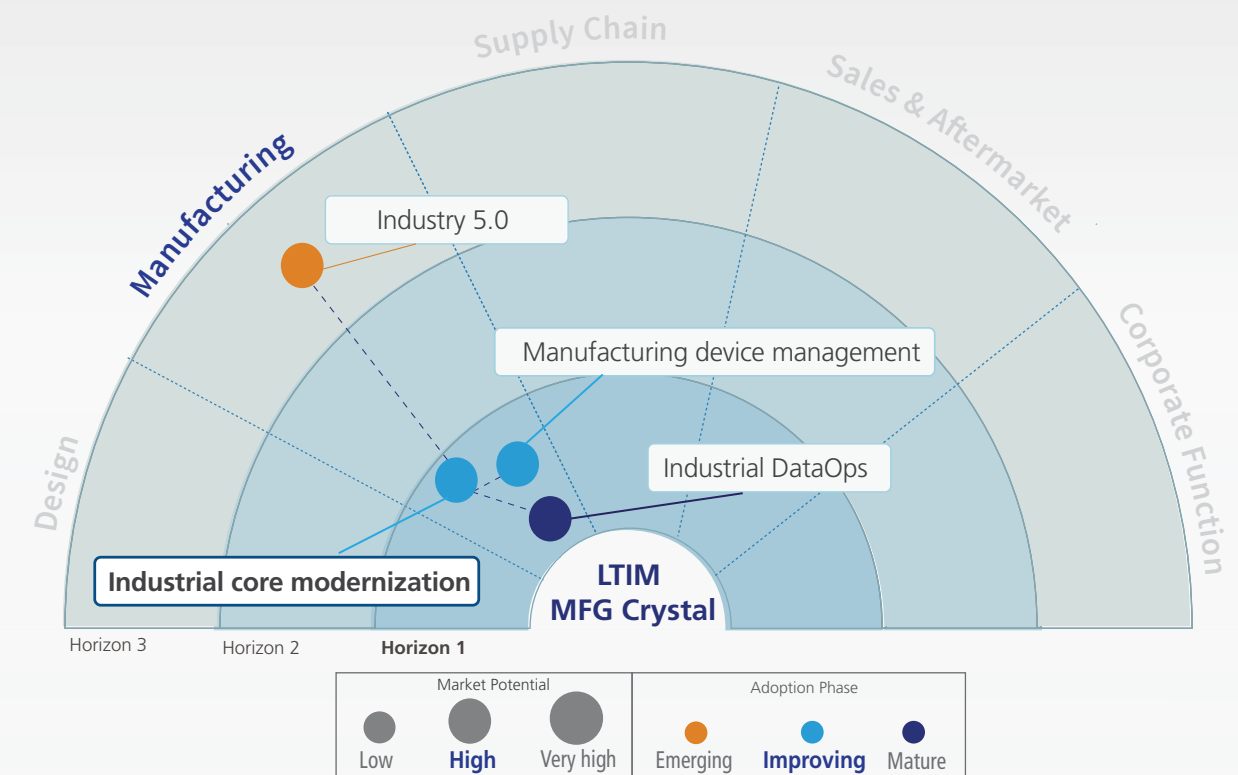 Supply Chain
Sales & Aftermarket
Manufacturing
Industry 5.0
Corporate Function
Manufacturing device management
Design
Industrial DataOps
Industrial core modernization
LTIM
MFG Crystal
Horizon 3
Horizon 2
Horizon 1
Market Potential
Low
High
Very high
Adoption Phase
Emerging
Improving
Mature